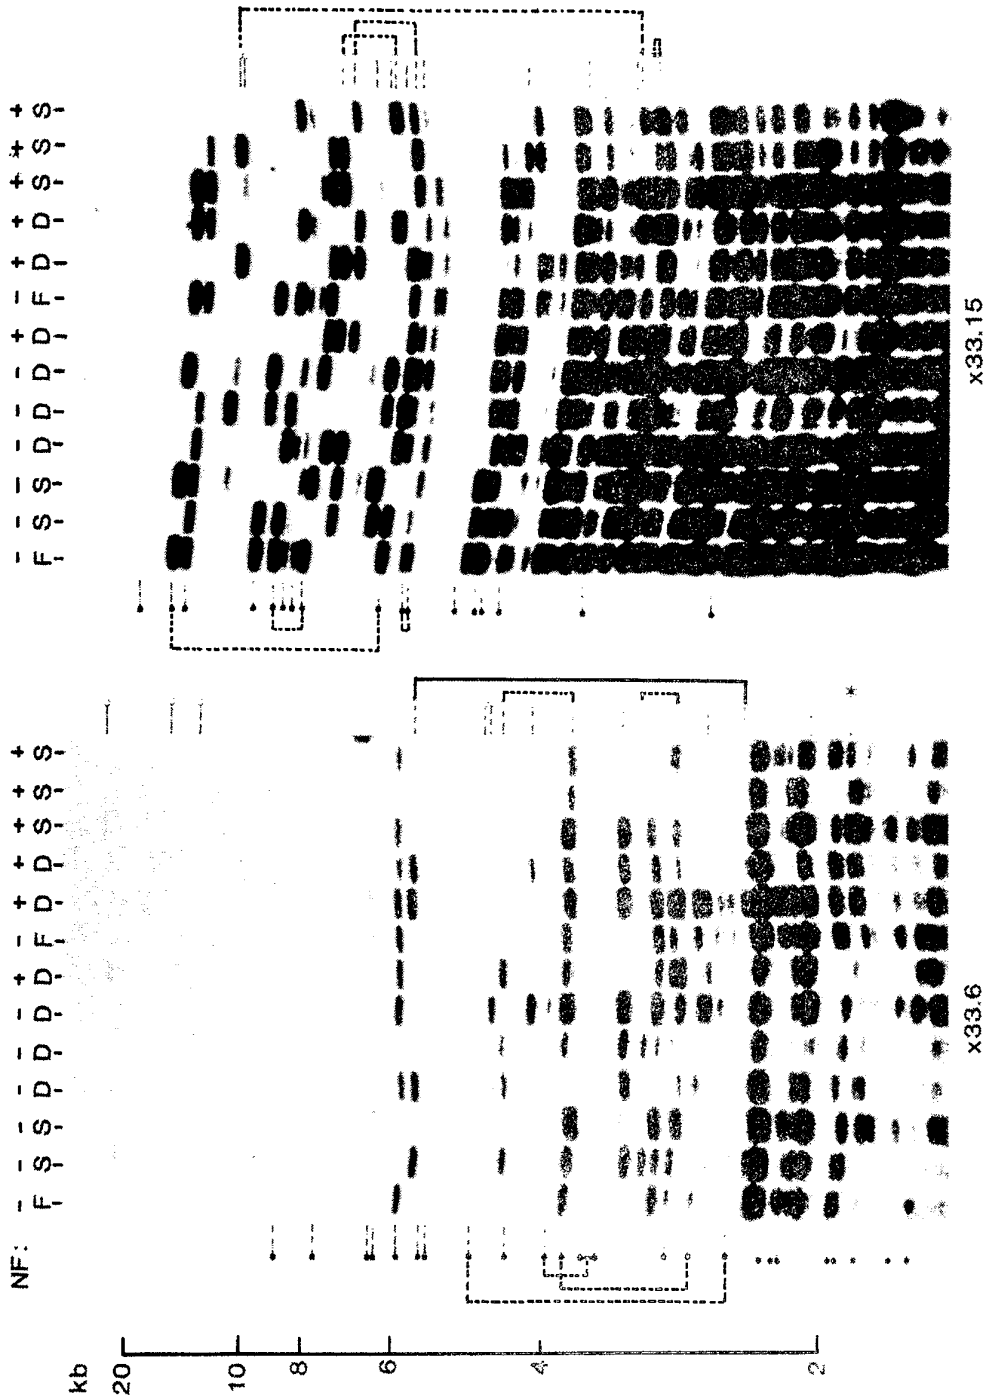 NF: − − − − − − + − + + + + + − − − − − − + − + + + + +
F S S D D D D F D D S S S F S S D D D D F D D S S S
kb
20
10
8
6
4
2
*
x33.6 x33.15